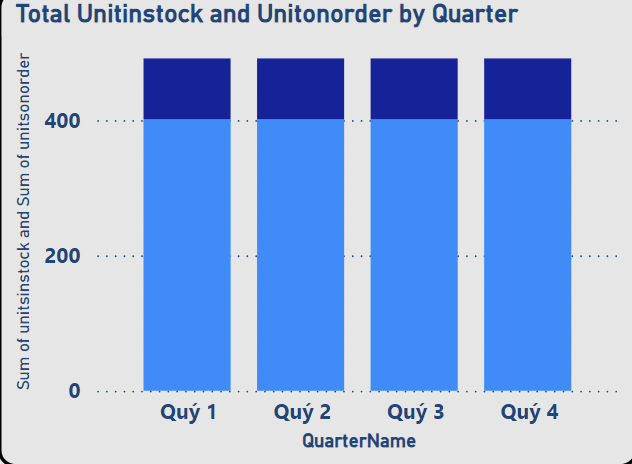 Total Unitinstock and Unitonorder by Quarter
Sum of unitsinstock and Sum of unitsonorder
400
200
0
Quý 1
Quý 2
Quý 3
Quý 4
QuarterName